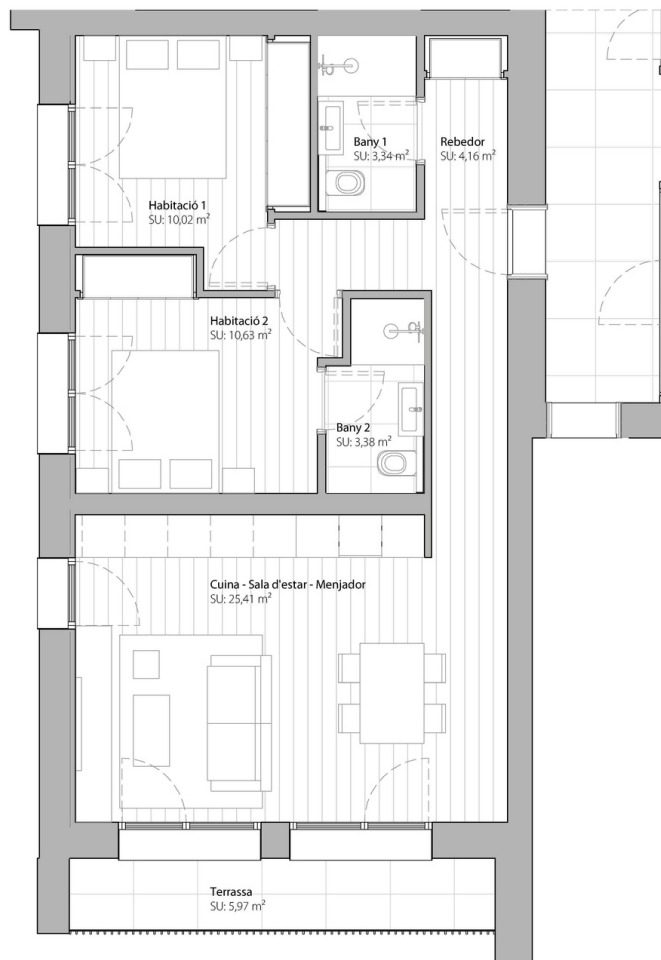 Bany 1
SU: 3,34 m²
Rebedor
SU: 4,16 m²
Habitació 1
SU: 10,02 m²
Habitació 2
SU: 10,63 m²
Bany 2
SU: 3,38 m²
Cuina - Sala d'estar - Menjador
SU: 25,41 m²
Terrassa
SU: 5,97 m²